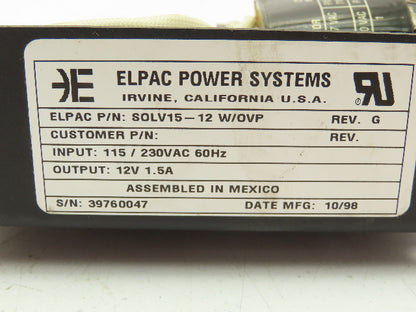 ELPAC POWER SYSTEMS
IRVINE, CALIFORNIA U.S.A.
ELPAC P/N: SOLV15-12 W/OVP REV. G
CUSTOMER P/N: REV.
INPUT: 115 / 230VAC 60Hz
OUTPUT: 12V 1.5A
ASSEMBLED IN MEXICO
S/N: 39760047 DATE MFG: 10/98